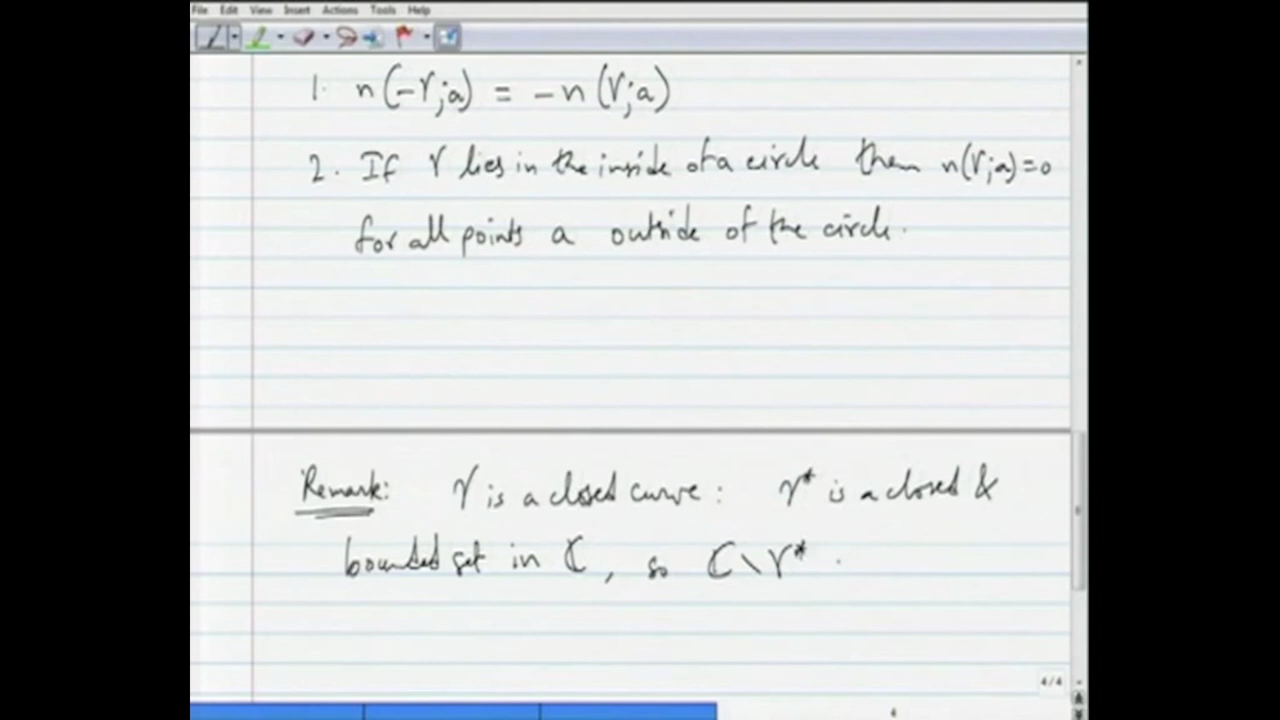 File Edit View Insert Actions Tools Help
1. n(-γ;a) = -n(γ;a)
2. If γ lies in the inside of a circle then n(γ;a)=0
for all points a outside of the circle.
Remark: γ is a closed curve: γ* is a closed &
bounded set in ℂ, so ℂ\γ*
4/4
4